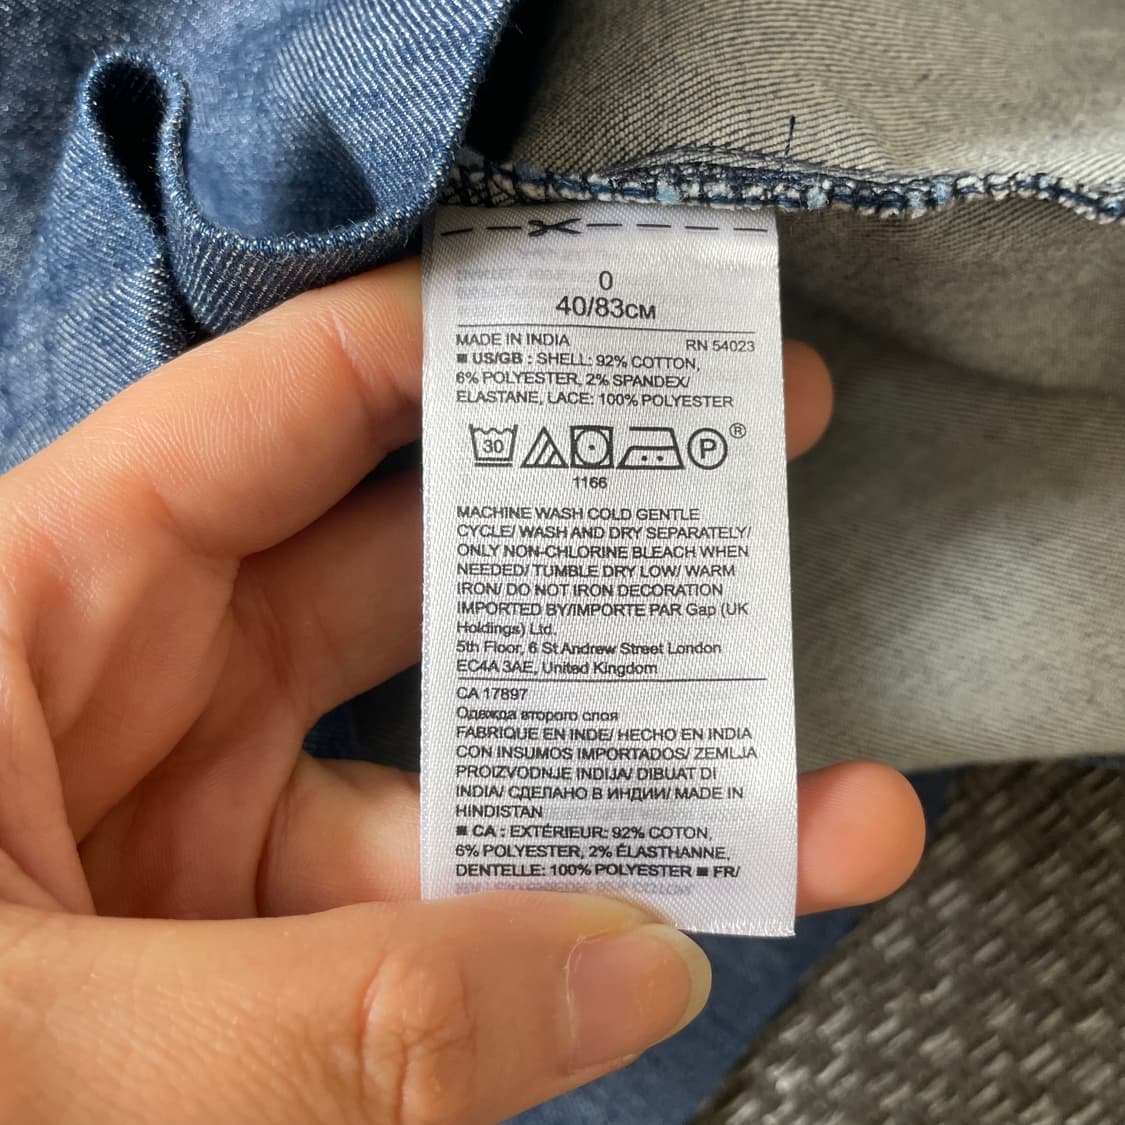 0
40/83CM
MADE IN INDIA RN 54023
■ US/GB : SHELL: 92% COTTON,
6% POLYESTER, 2% SPANDEX/
ELASTANE, LACE: 100% POLYESTER
30 P ®
1166
MACHINE WASH COLD GENTLE
CYCLE/ WASH AND DRY SEPARATELY/
ONLY NON-CHLORINE BLEACH WHEN
NEEDED/ TUMBLE DRY LOW/ WARM
IRON/ DO NOT IRON DECORATION
IMPORTED BY/IMPORTE PAR Gap (UK
Holdings) Ltd.
5th Floor, 6 St Andrew Street London
EC4A 3AE, United Kingdom
CA 17897
Одежда второго слоя
FABRIQUE EN INDE/ HECHO EN INDIA
CON INSUMOS IMPORTADOS/ ZEMLJA
PROIZVODNJE INDIJA/ DIBUAT DI
INDIA/ СДЕЛАНО В ИНДИИ/ MADE IN
HINDISTAN
■ CA : EXTÉRIEUR: 92% COTON,
6% POLYESTER, 2% ÉLASTHANNE,
DENTELLE: 100% POLYESTER ■ FR/